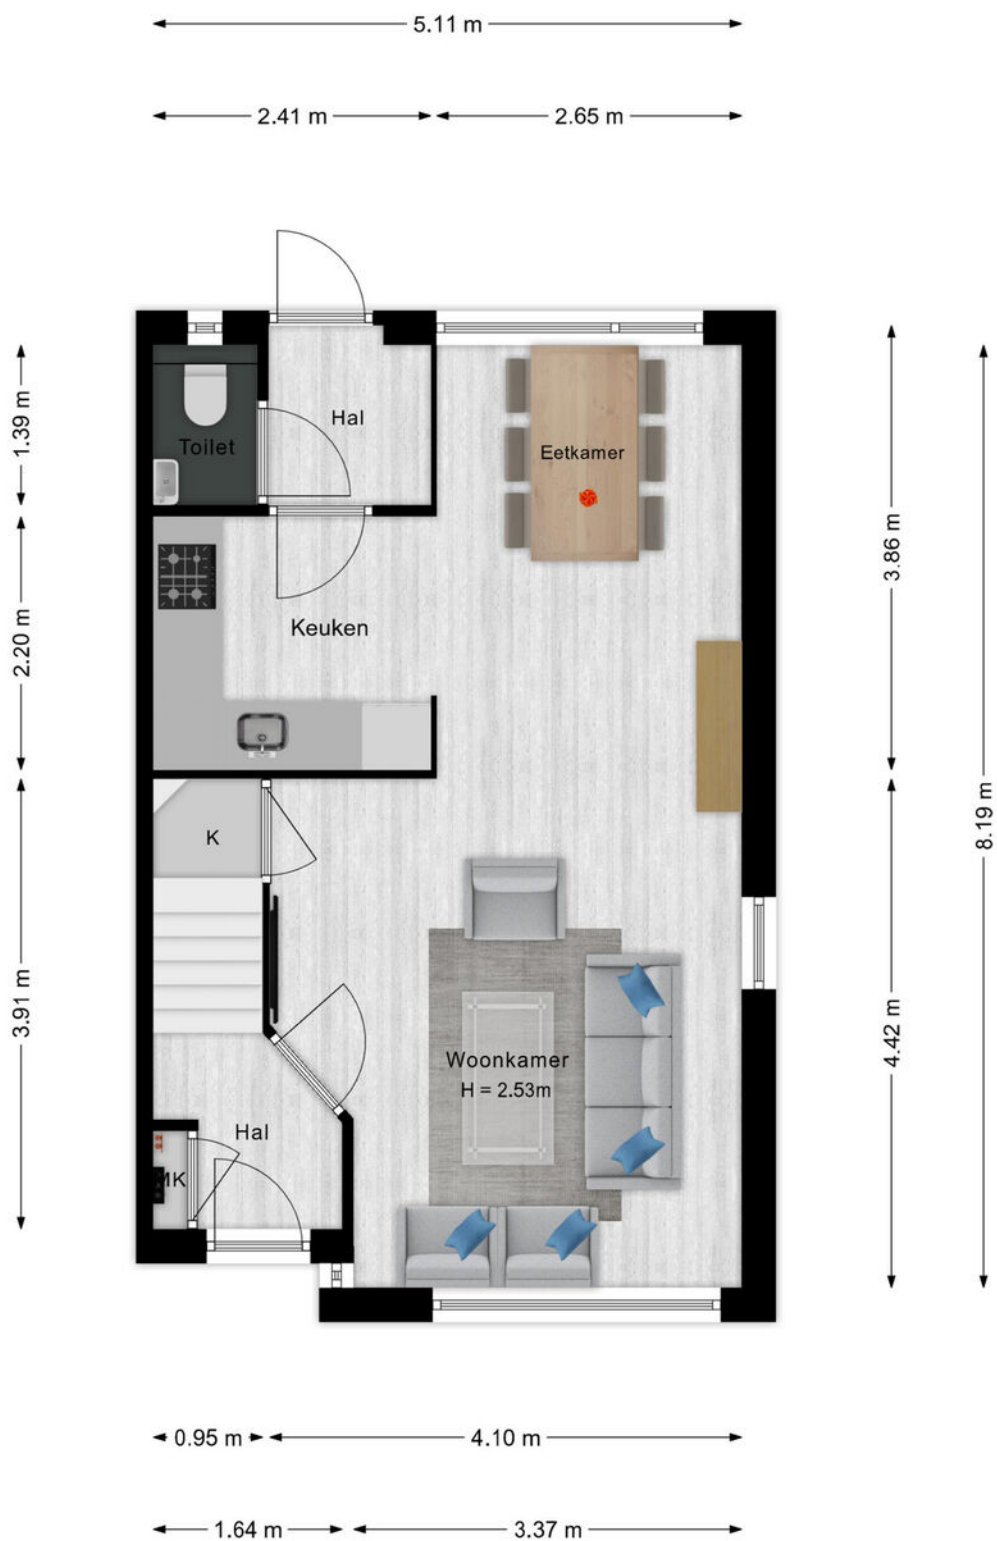 5.11 m
2.41 m
2.65 m
1.39 m
Hal
Toilet
Eetkamer
3.86 m
2.20 m
Keuken
8.19 m
K
3.91 m
4.42 m
Woonkamer
H = 2.53m
Hal
MK
0.95 m
4.10 m
1.64 m
3.37 m